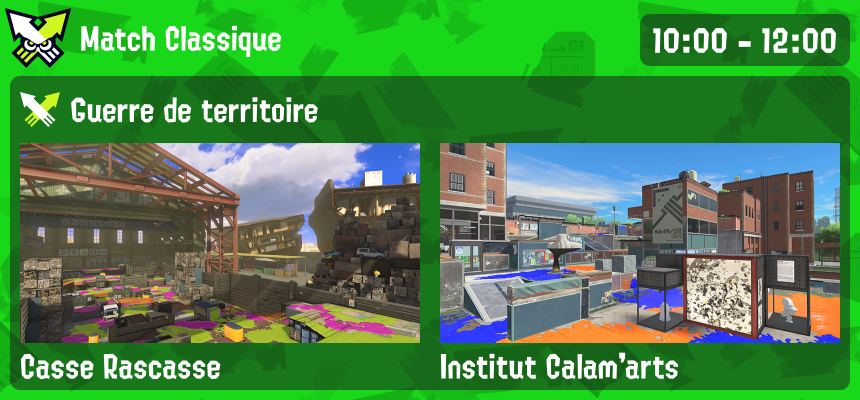 Match Classique
10:00 - 12:00
Guerre de territoire
Casse Rascasse
Institut Calam'arts